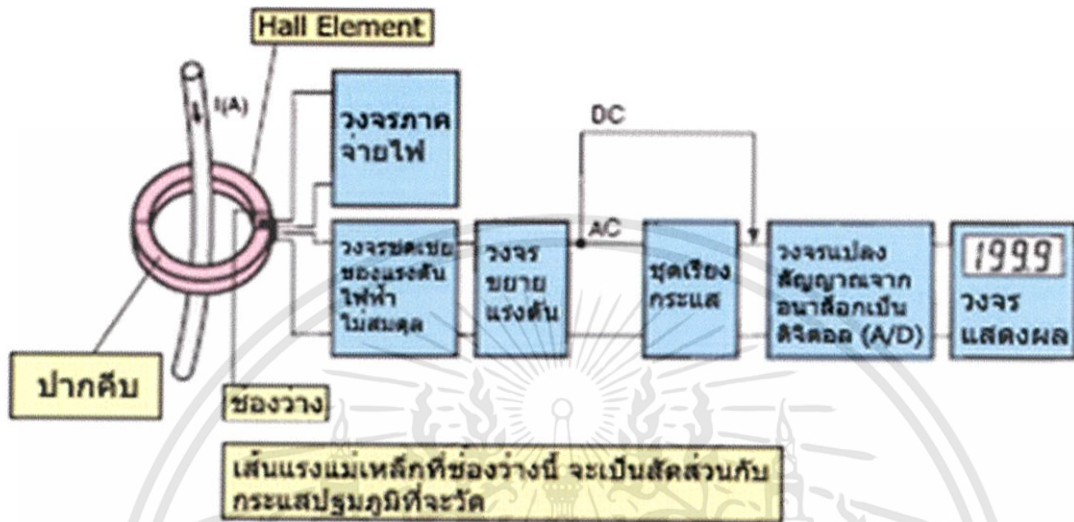 Hall Element
I(A)
วงจรภาค
จ่ายไฟ
DC
AC
วงจรชดเชย
ของแรงดัน
ไฟฟ้า
ไม่สมดุล
วงจร
ขยาย
แรงดัน
ชุดเรียง
กระแส
วงจรแปลง
สัญญาณจาก
อนาล็อกเป็น
ดิจิตอล (A/D)
1999
วงจร
แสดงผล
ปากคีบ
ช่องว่าง
เส้นแรงแม่เหล็กที่ช่องว่างนี้ จะเป็นสัดส่วนกับ
กระแสปฐมภูมิที่จะวัด